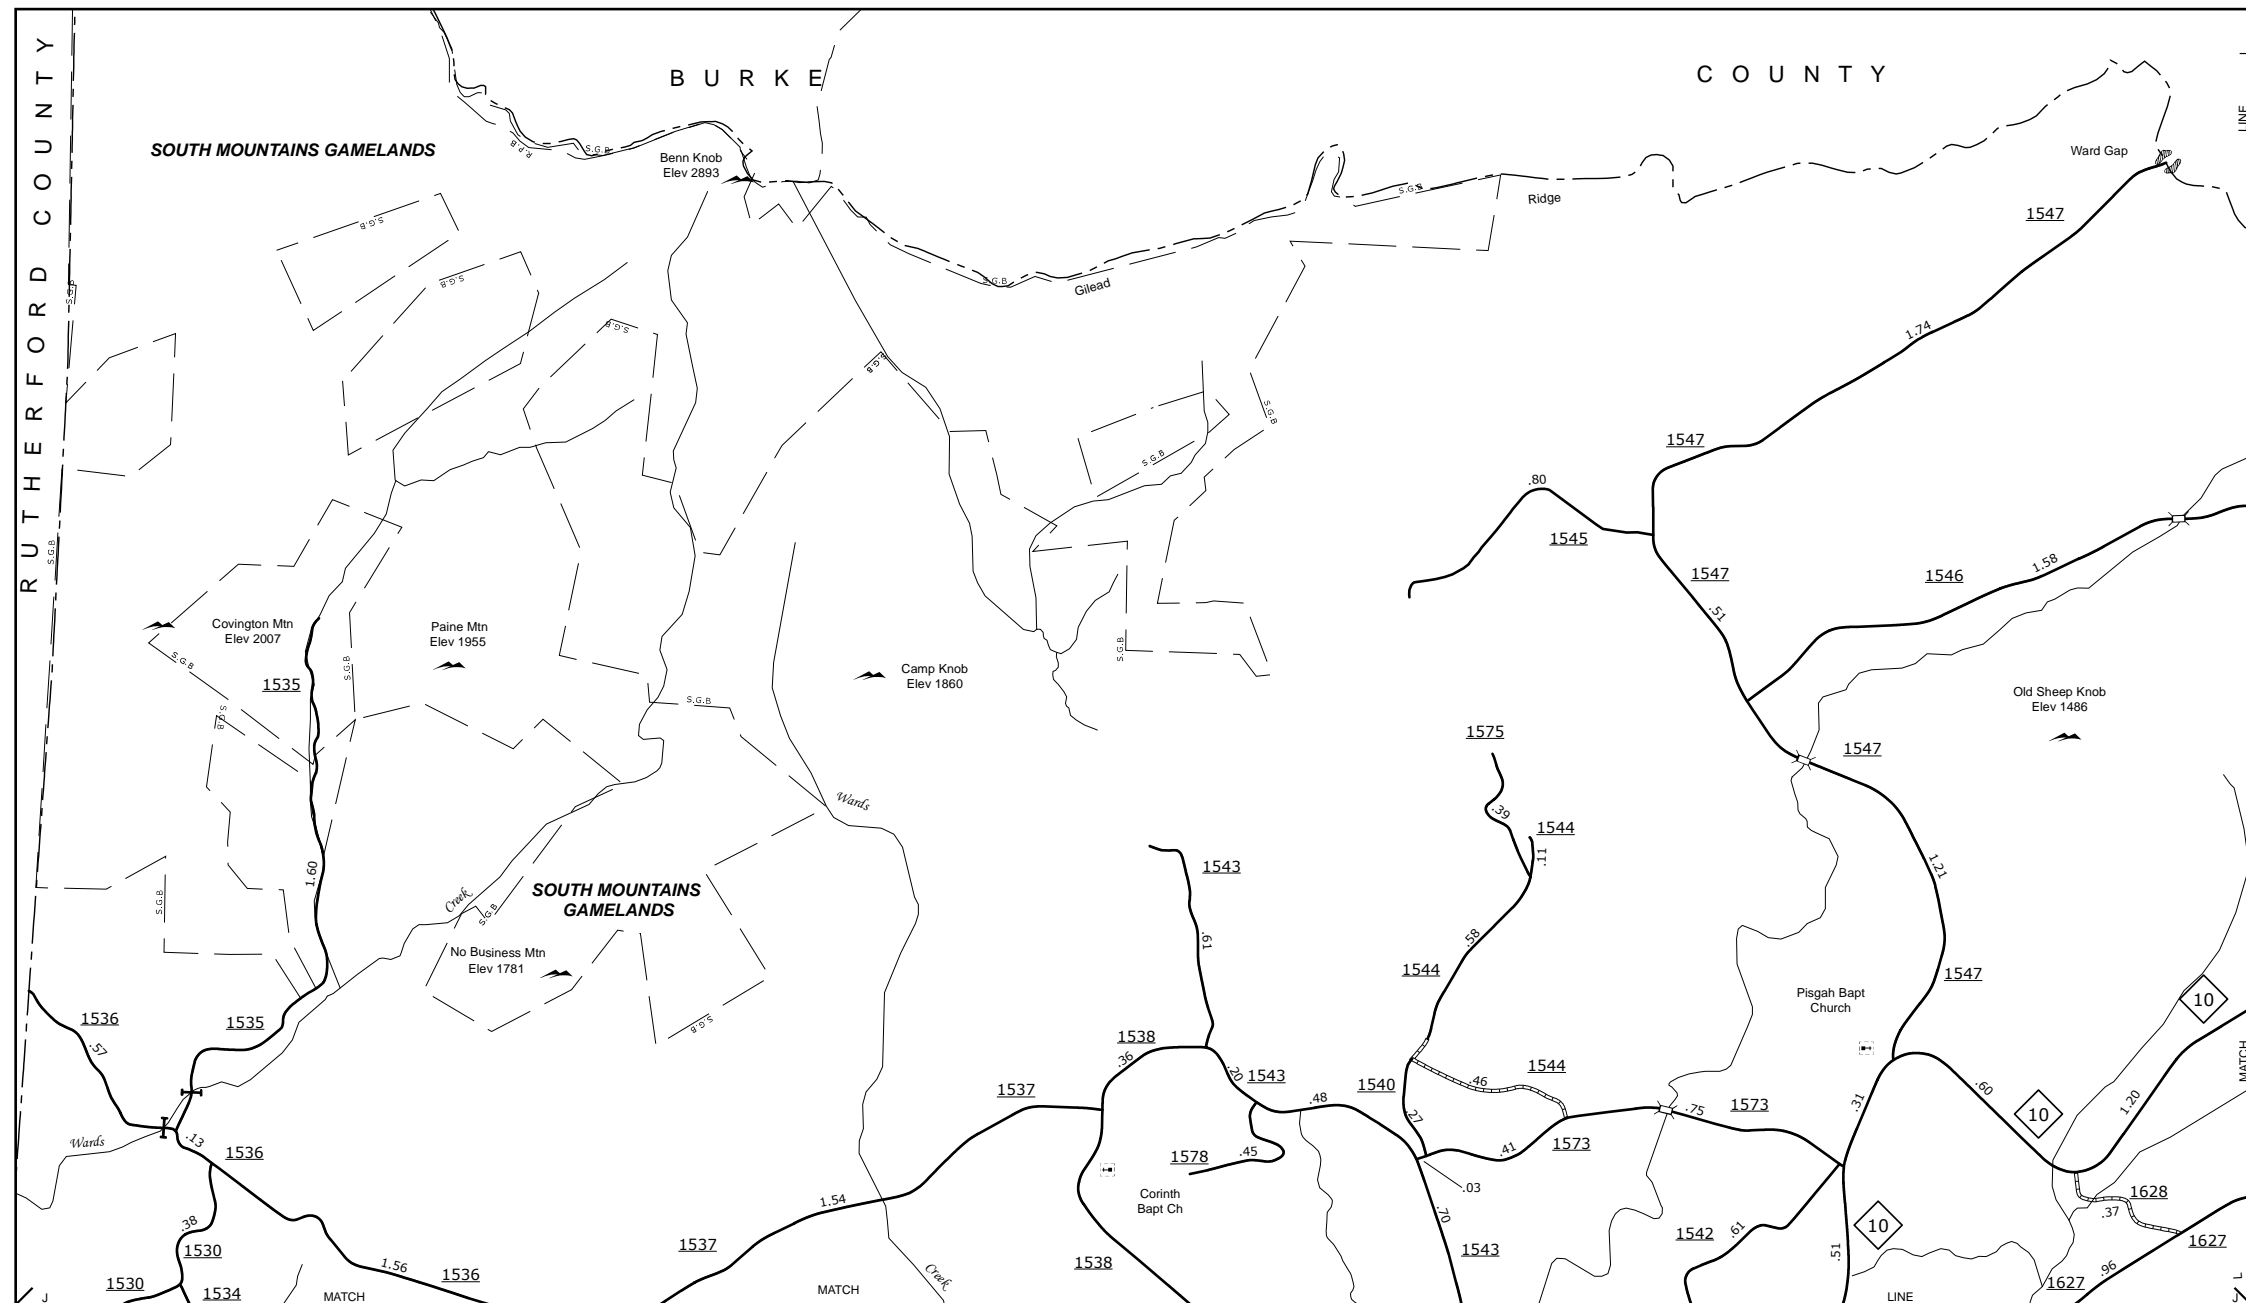 BURKE
COUNTY
RUTHERFORD COUNTY
LINE
SOUTH MOUNTAINS GAMELANDS
R.P.B
S.G.B
Benn Knob
Elev 2893
Ward Gap
S.G.B
Ridge
1547
S.G.B
S.G.B
S.G.B
S.G.B
Gilead
S.G.B
1.74
S.G.B
S.G.B
S.G.B
1547
S.G.B
.80
1545
S.G.B
1547
1546
1.58
.51
Covington Mtn
Elev 2007
Paine Mtn
Elev 1955
S.G.B
S.G.B
S.G.B
Camp Knob
Elev 1860
1535
S.G.B
S.G.B
Old Sheep Knob
Elev 1486
1575
1547
Wards
.39
1544
.11
1543
1.21
1.60
S.G.B
Creek
S.G.B
SOUTH MOUNTAINS
GAMELANDS
.61
.58
No Business Mtn
Elev 1781
1544
1547
Pisgah Bapt
Church
10
1536
1535
S.G.B
1538
.57
.36
MATCH
1544
.46
1543
.20
1540
1537
.48
.60
.27
.75
1573
.31
10
1.20
Wards
.13
1536
1578
.45
.41
1573
Corinth
Bapt Ch
.03
1628
.37
1.54
.70
.38
10
1530
1537
1543
1542
.61
.51
1627
1538
1.56
1536
Creek
.96
1530
1534
MATCH
MATCH
1627
LINE